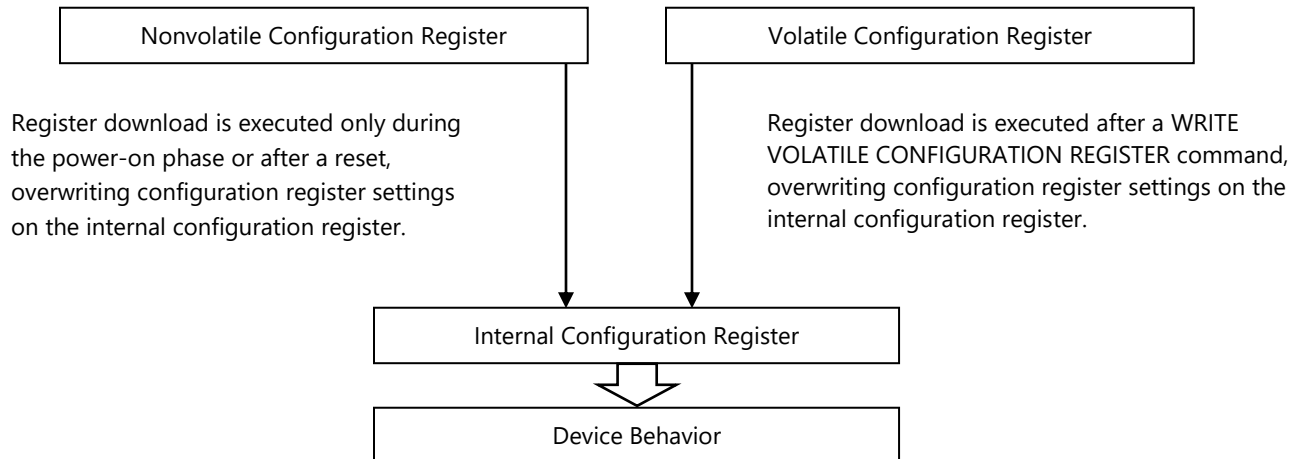 Nonvolatile Configuration Register
Volatile Configuration Register
Register download is executed only during
the power-on phase or after a reset,
overwriting configuration register settings
on the internal configuration register.
Register download is executed after a WRITE
VOLATILE CONFIGURATION REGISTER command,
overwriting configuration register settings on the
internal configuration register.
Internal Configuration Register
Device Behavior